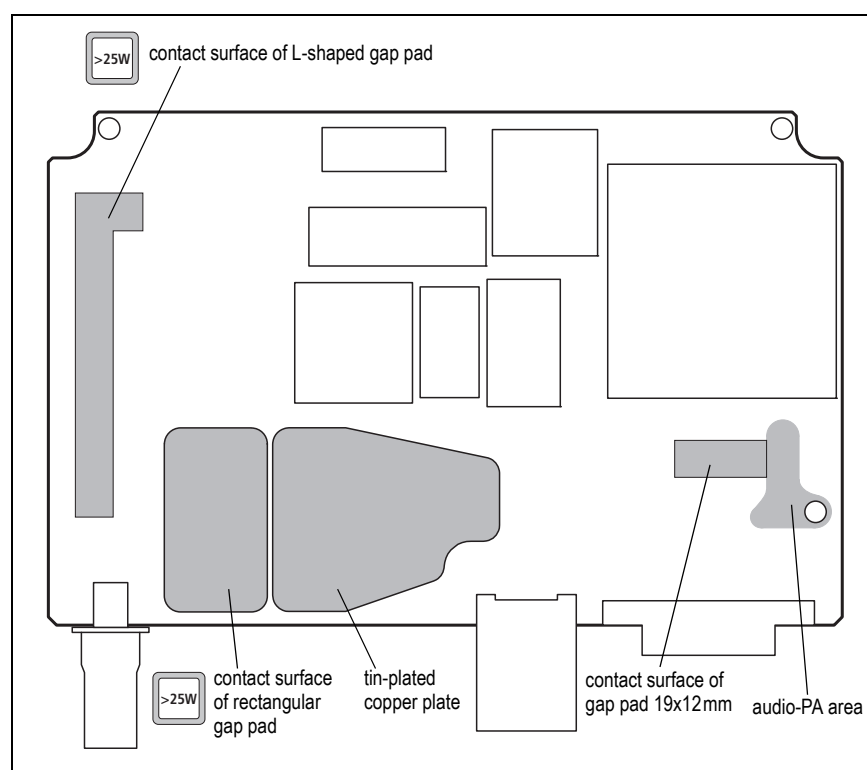 >25W
contact surface of L-shaped gap pad
contact surface
of rectangular
gap pad
>25W
tin-plated
copper plate
contact surface of
gap pad 19x12mm
audio-PA area